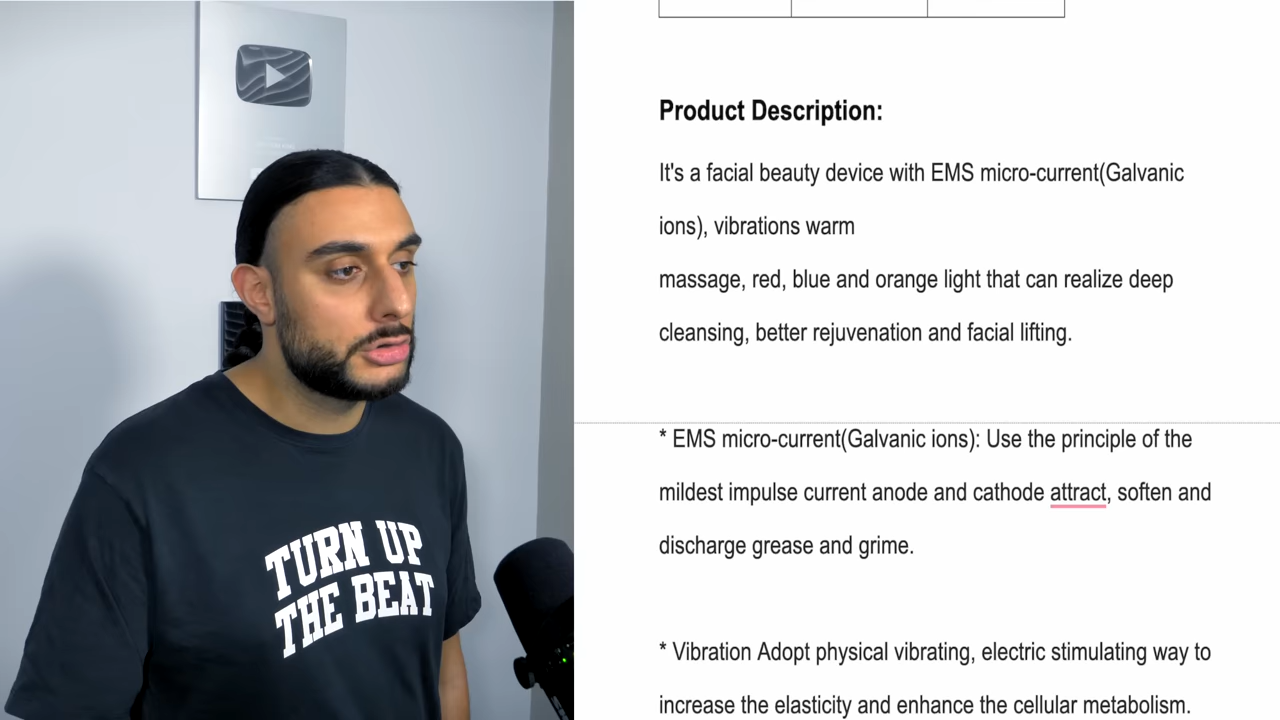 TURN UP
THE BEAT
Product Description:
It's a facial beauty device with EMS micro-current(Galvanic
ions), vibrations warm
massage, red, blue and orange light that can realize deep
cleansing, better rejuvenation and facial lifting.
* EMS micro-current(Galvanic ions): Use the principle of the
mildest impulse current anode and cathode attract, soften and
discharge grease and grime.
* Vibration Adopt physical vibrating, electric stimulating way to
increase the elasticity and enhance the cellular metabolism.